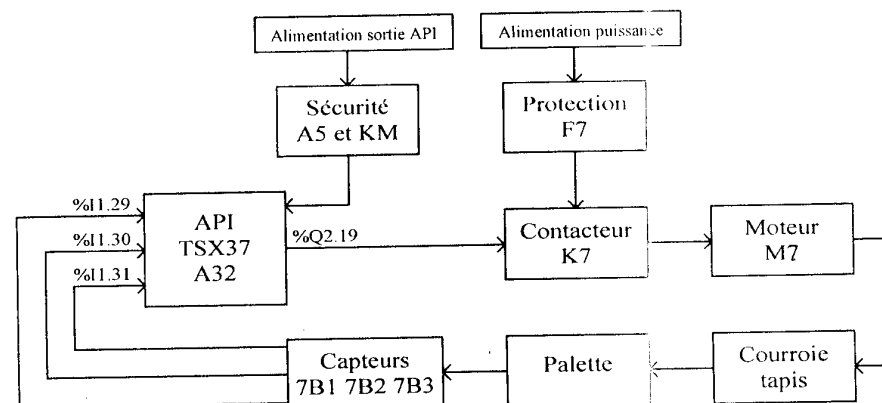 Alimentation sortie API
Alimentation puissance
Sécurité
A5 et KM
Protection
F7
%I1.29
%I1.30
%I1.31
API
TSX37
A32
%Q2.19
Contacteur
K7
Moteur
M7
Capteurs
7B1 7B2 7B3
Palette
Courroie
tapis